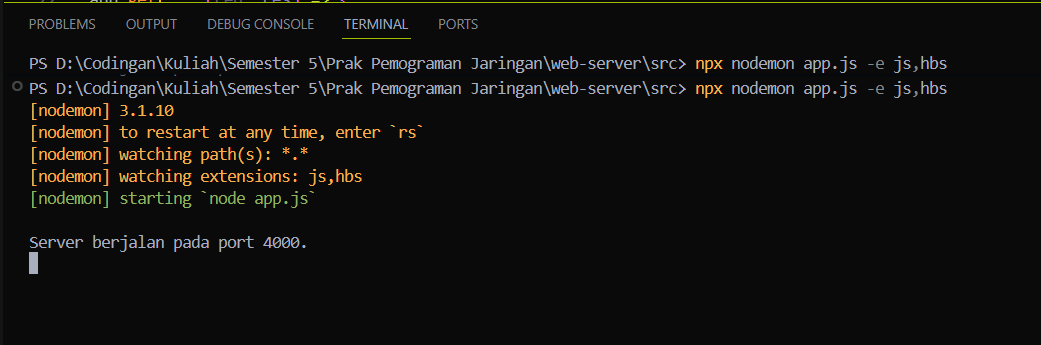 PROBLEMS OUTPUT DEBUG CONSOLE TERMINAL PORTS
PS D:\Codingan\Kuliah\Semester 5\Prak Pemograman Jaringan\web-server\src> npx nodemon app.js -e js,hbs
PS D:\Codingan\Kuliah\Semester 5\Prak Pemograman Jaringan\web-server\src> npx nodemon app.js -e js,hbs
[nodemon] 3.1.10
[nodemon] to restart at any time, enter `rs`
[nodemon] watching path(s): *.*
[nodemon] watching extensions: js,hbs
[nodemon] starting `node app.js`
Server berjalan pada port 4000.